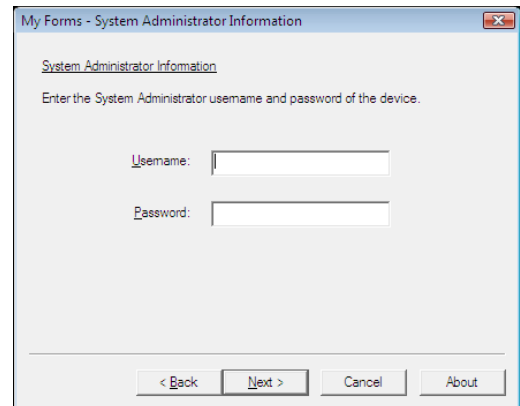 My Forms - System Administrator Information
System Administrator Information
Enter the System Administrator username and password of the device.
Username:
Password:
< Back Next > Cancel About